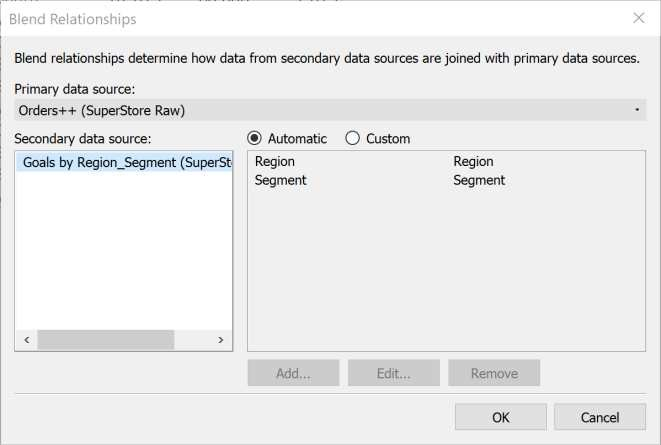 Blend Relationships
Blend relationships determine how data from secondary data sources are joined with primary data sources.
Primary data source:
Orders++ (SuperStore Raw)
Secondary data source:
Automatic
Custom
Goals by Region_Segment (SuperSt
Region Region
Segment Segment
Add...
Edit...
Remove
OK
Cancel